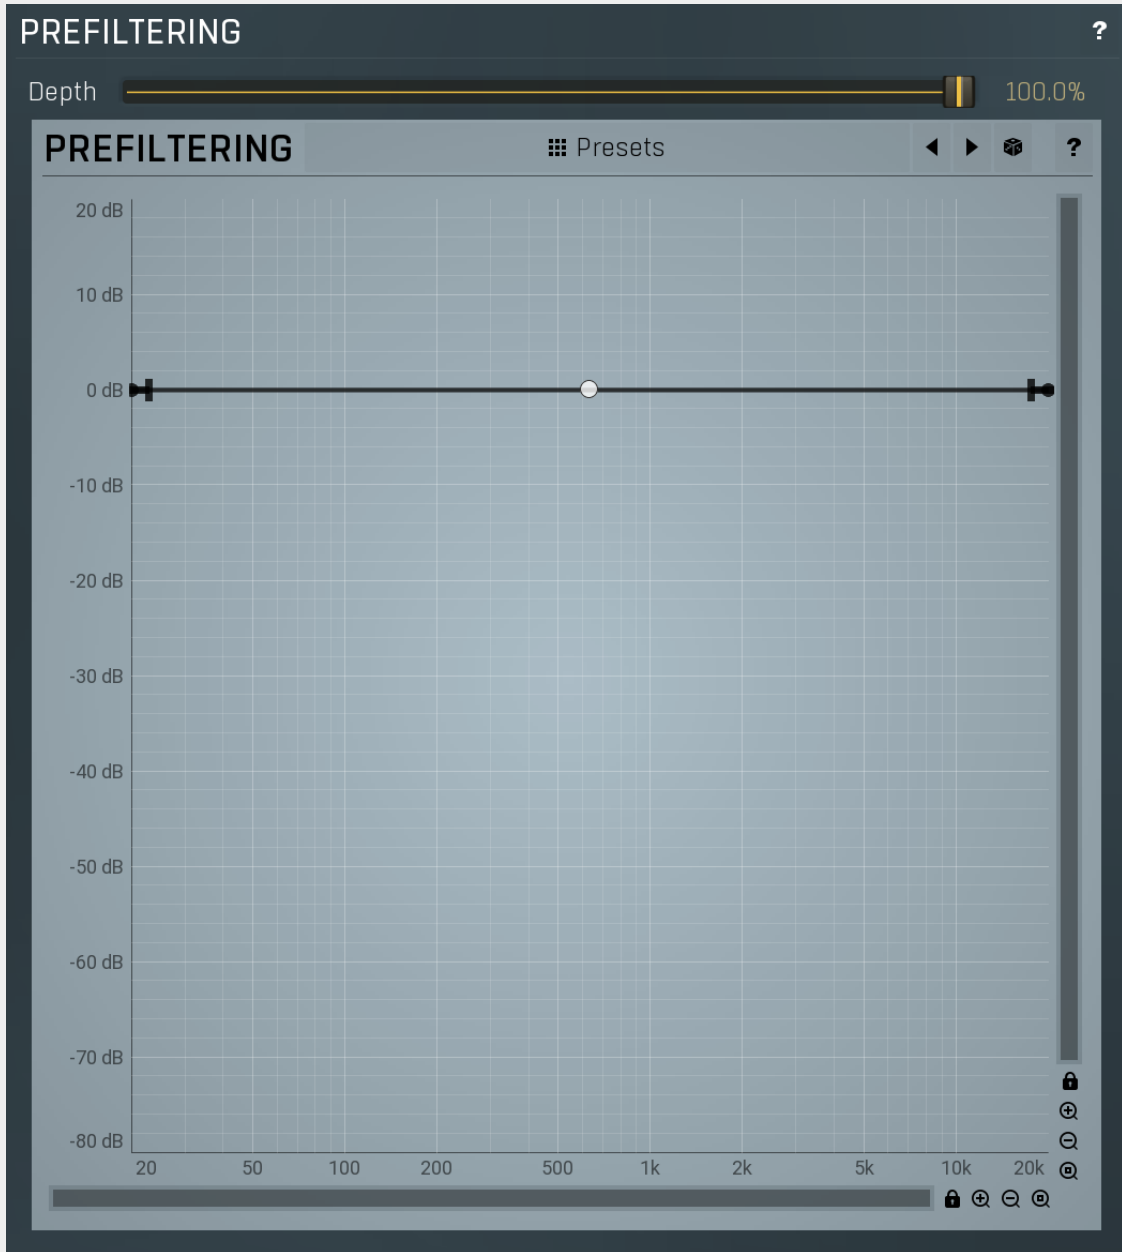 PREFILTERING ?
Depth 100.0%
PREFILTERING Presets ?
20 dB
10 dB
0 dB
-10 dB
-20 dB
-30 dB
-40 dB
-50 dB
-60 dB
-70 dB
-80 dB
20 50 100 200 500 1k 2k 5k 10k 20k